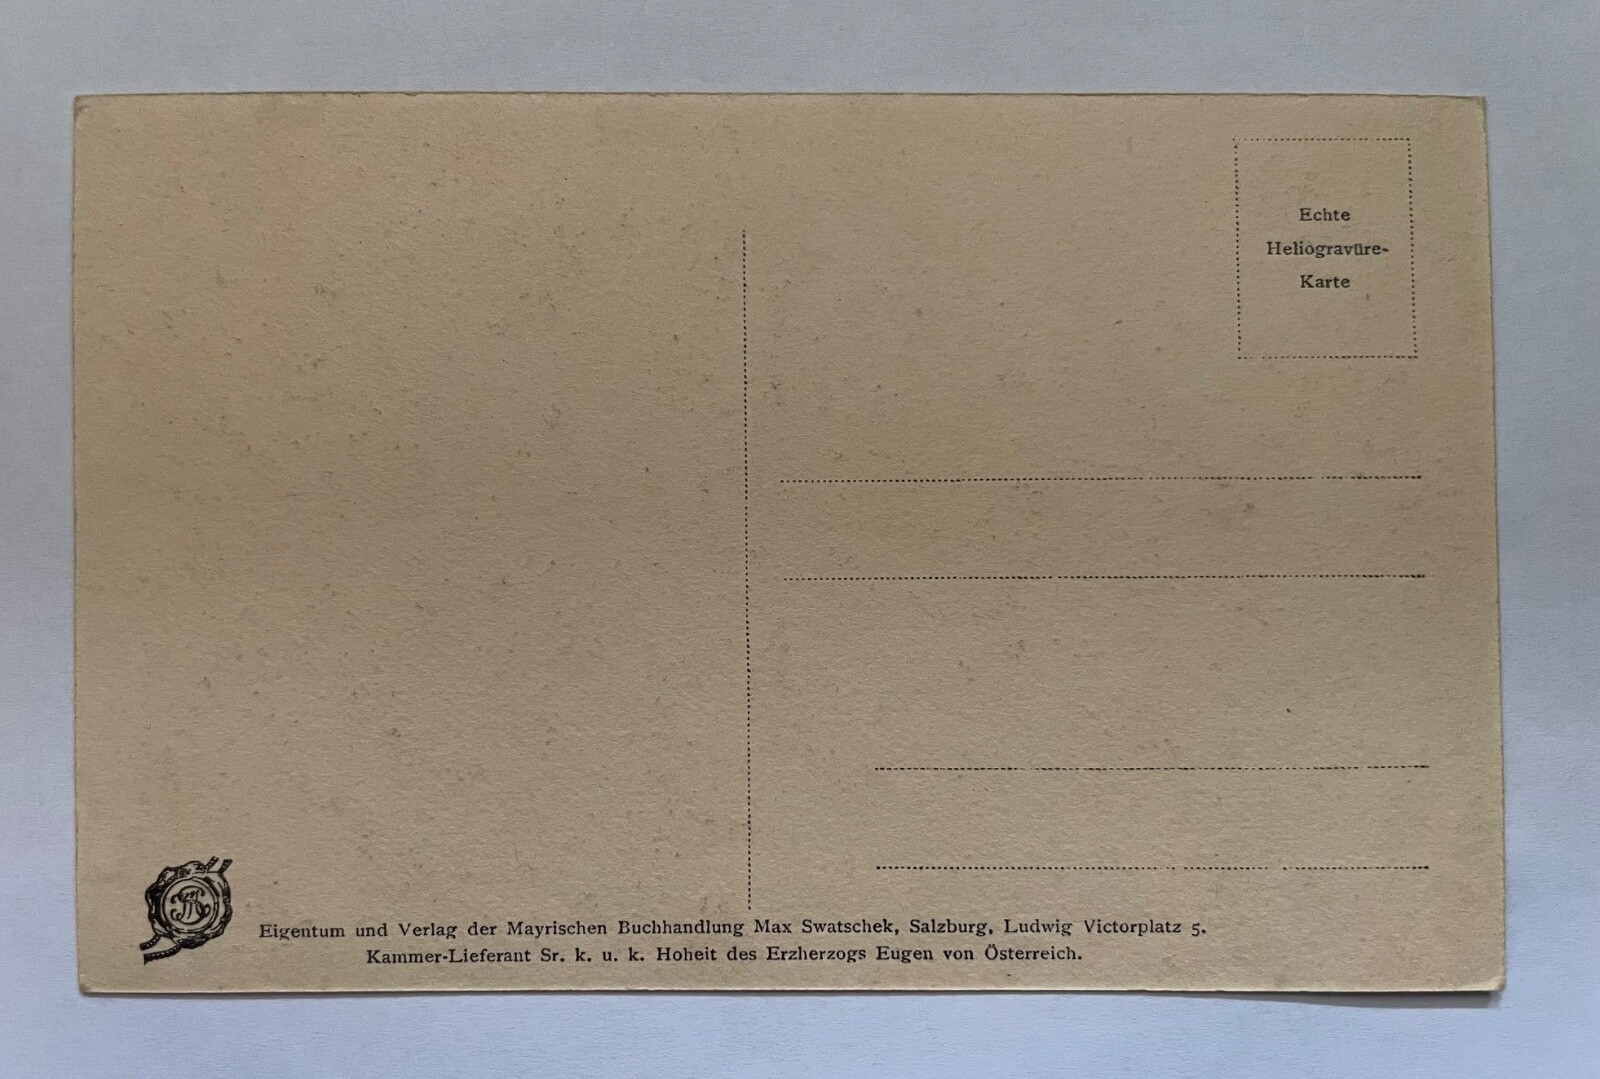 Echte
Heliogravüre-
Karte
Eigentum und Verlag der Mayrischen Buchhandlung Max Swatschek, Salzburg, Ludwig Victorplatz 5.
Kammer-Lieferant Sr. k. u. k. Hoheit des Erzherzogs Eugen von Österreich.